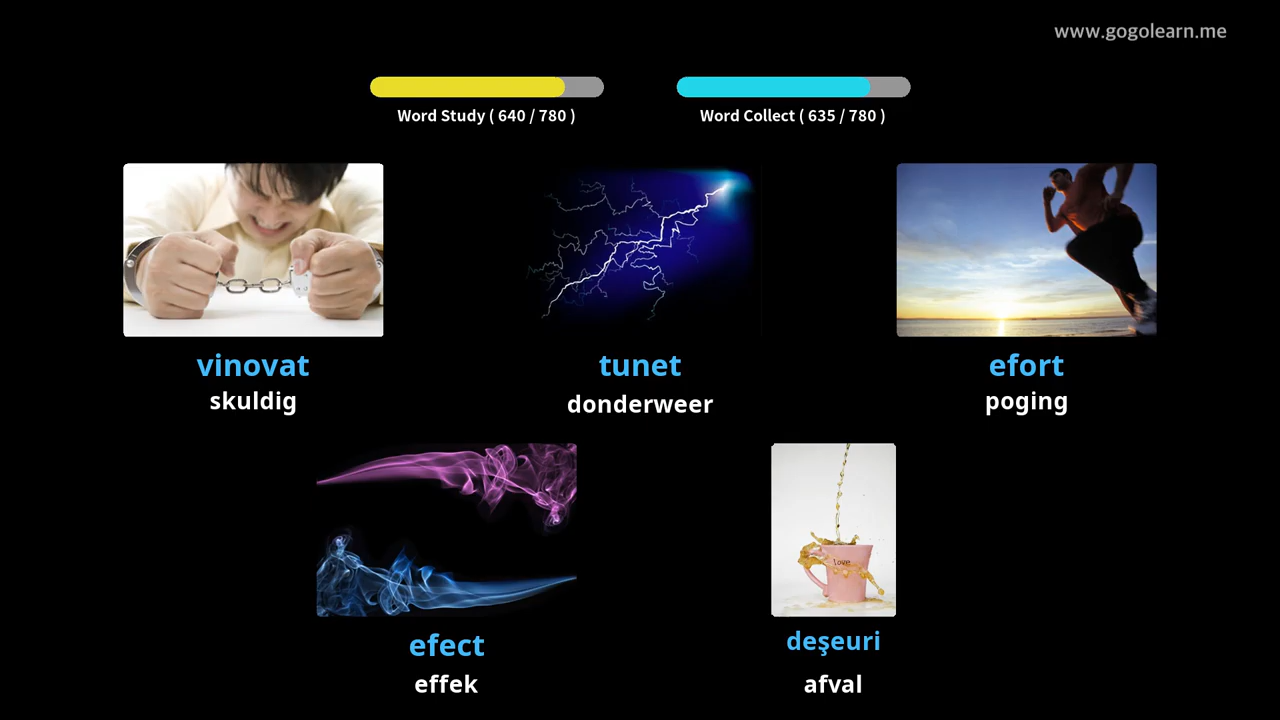 www.gogolearn.me
Word Study ( 640 / 780 )
Word Collect ( 635 / 780 )
vinovat
skuldig
tunet
donderweer
efort
poging
efect
effek
love
deşeuri
afval